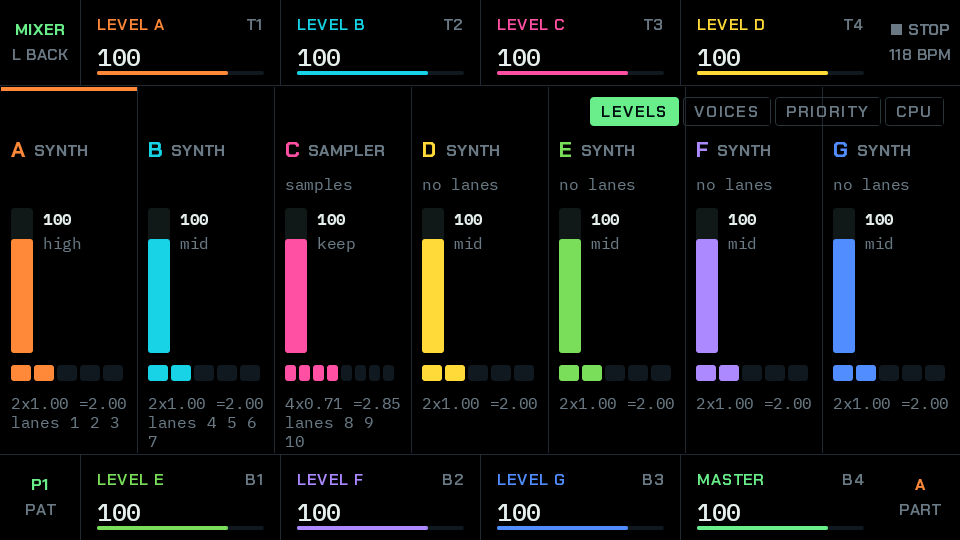 MIXER
L BACK
LEVEL A T1
100
LEVEL B T2
100
LEVEL C T3
100
LEVEL D T4
100
STOP
118 BPM
LEVELS VOICES PRIORITY CPU
A SYNTH
100
high
2x1.00 =2.00
lanes 1 2 3
B SYNTH
100
mid
2x1.00 =2.00
lanes 4 5 6
7
C SAMPLER
samples
100
keep
4x0.71 =2.85
lanes 8 9
10
D SYNTH
no lanes
100
mid
2x1.00 =2.00
E SYNTH
no lanes
100
mid
2x1.00 =2.00
F SYNTH
no lanes
100
mid
2x1.00 =2.00
G SYNTH
no lanes
100
mid
2x1.00 =2.00
P1
PAT
LEVEL E B1
100
LEVEL F B2
100
LEVEL G B3
100
MASTER B4
100
A
PART